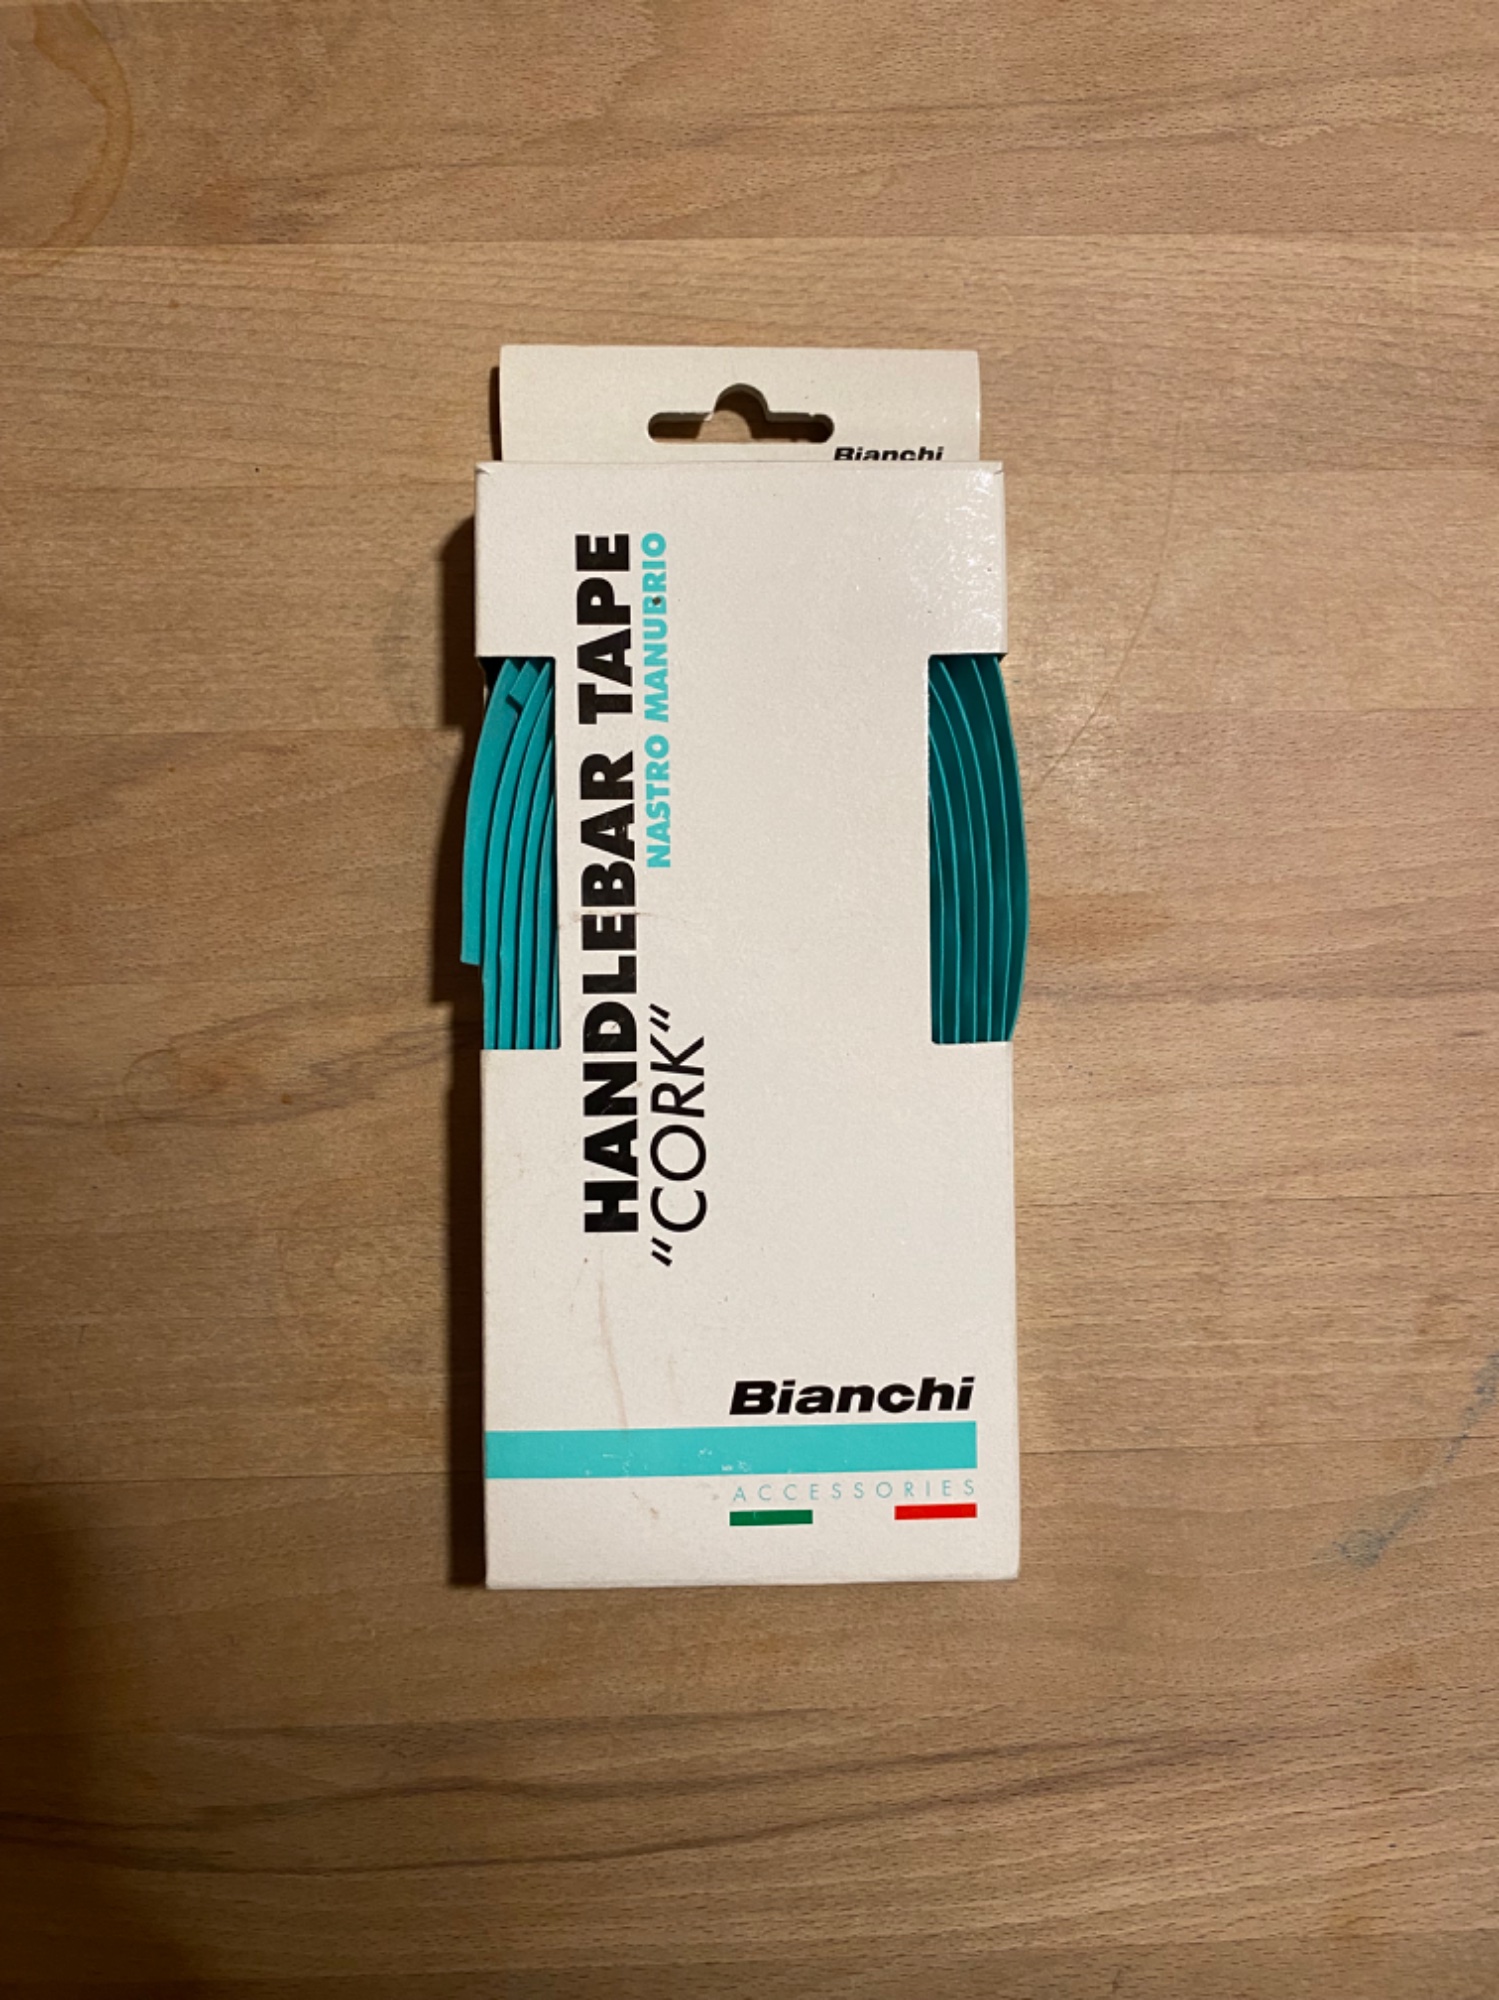 Bianchi
HANDLEBAR TAPE
NASTRO MANUBRIO
"CORK"
Bianchi
ACCESSORIES